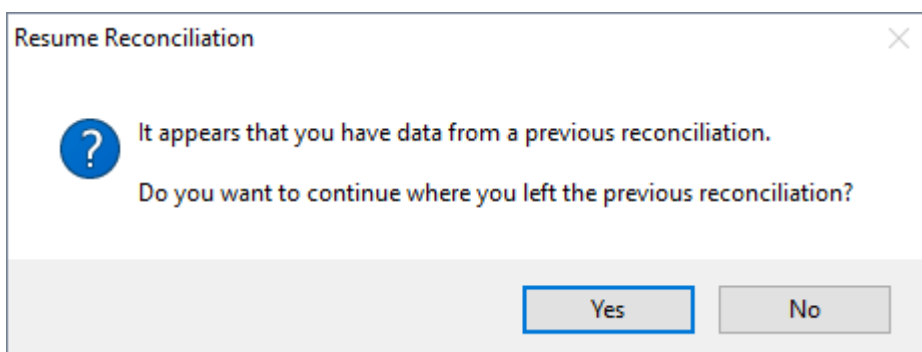 Resume Reconciliation
It appears that you have data from a previous reconciliation.
Do you want to continue where you left the previous reconciliation?
Yes
No